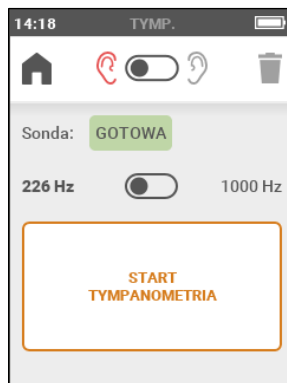 14:18 TYMP.
Sonda: GOTOWA
226 Hz 1000 Hz
START
TYMPANOMETRIA